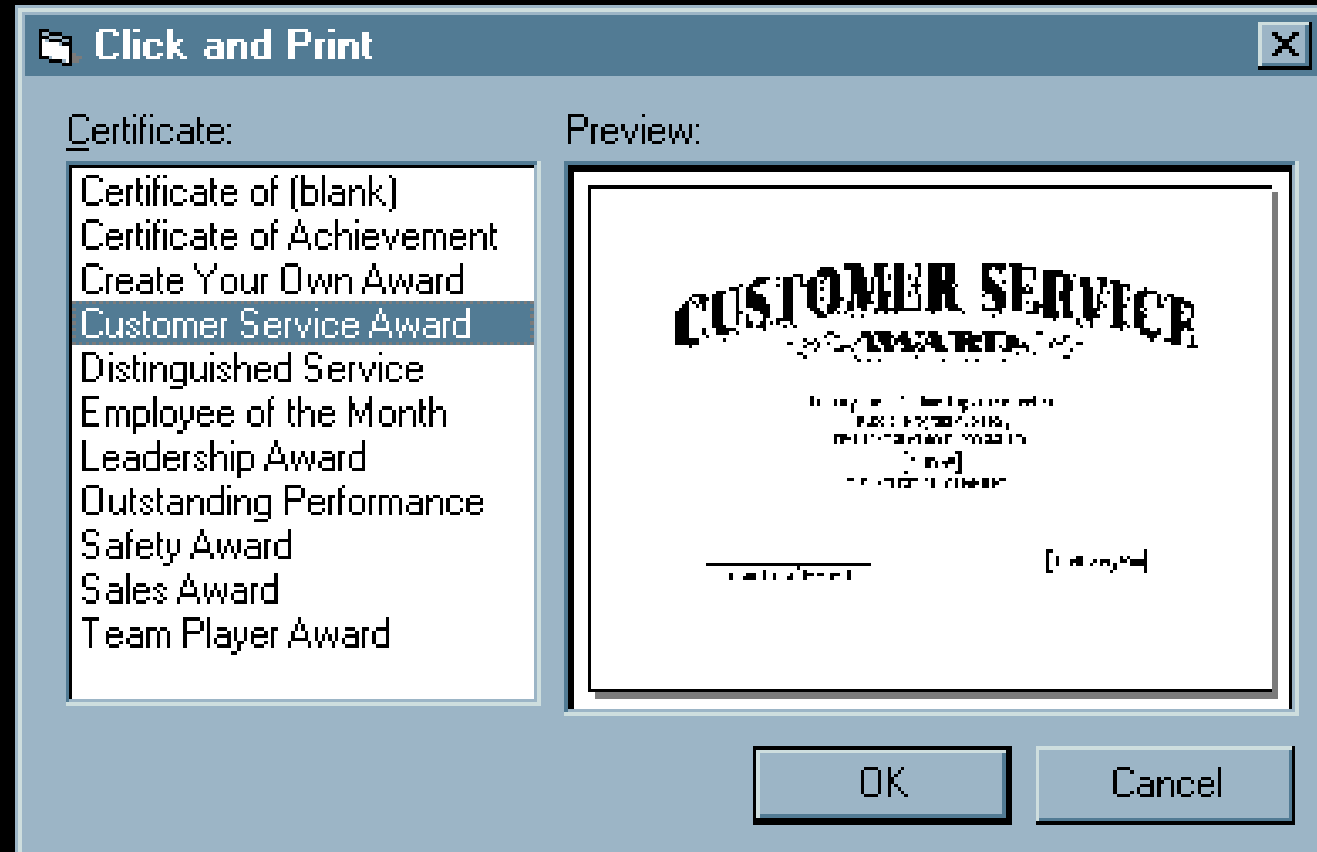 Click and Print
Certificate:
Certificate of (blank)
Certificate of Achievement
Create Your Own Award
Customer Service Award
Distinguished Service
Employee of the Month
Leadership Award
Outstanding Performance
Safety Award
Sales Award
Team Player Award
Preview:
CUSTOMER SERVICE
AWARD
OK
Cancel